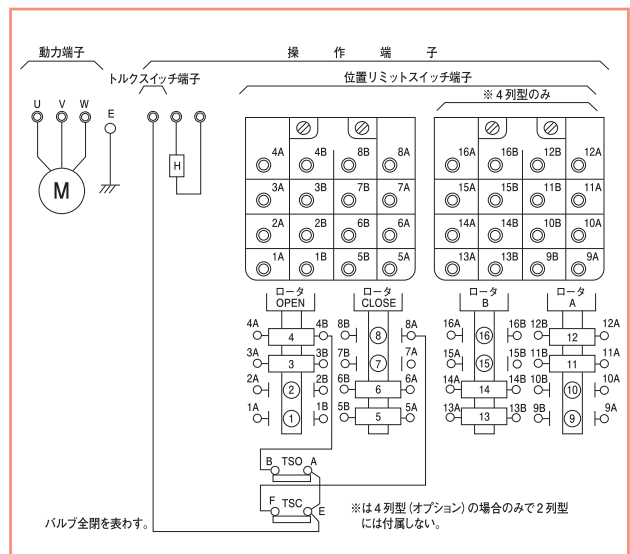 動力端子
操作端子
トルクスイッチ端子
位置リミットスイッチ端子
※４列型のみ
U V W E
H
M
4A 4B 8B 8A
3A 3B 7B 7A
2A 2B 6B 6A
1A 1B 5B 5A
16A 16B 12B 12A
15A 15B 11B 11A
14A 14B 10B 10A
13A 13B 9B 9A
ロータ OPEN
ロータ CLOSE
ロータ B
ロータ A
4A 4 4B 8B 8 8A 16A 16 16B 12B 12 12A
3A 3 3B 7B 7 7A 15A 15 15B 11B 11 11A
2A 2 2B 6B 6 6A 14A 14 14B 10B 10 10A
1A 1 1B 5B 5 5A 13A 13 13B 9B 9 9A
B TSO A
F TSC E
バルブ全閉を表わす。
※は４列型（オプション）の場合のみで２列型
には付属しない。